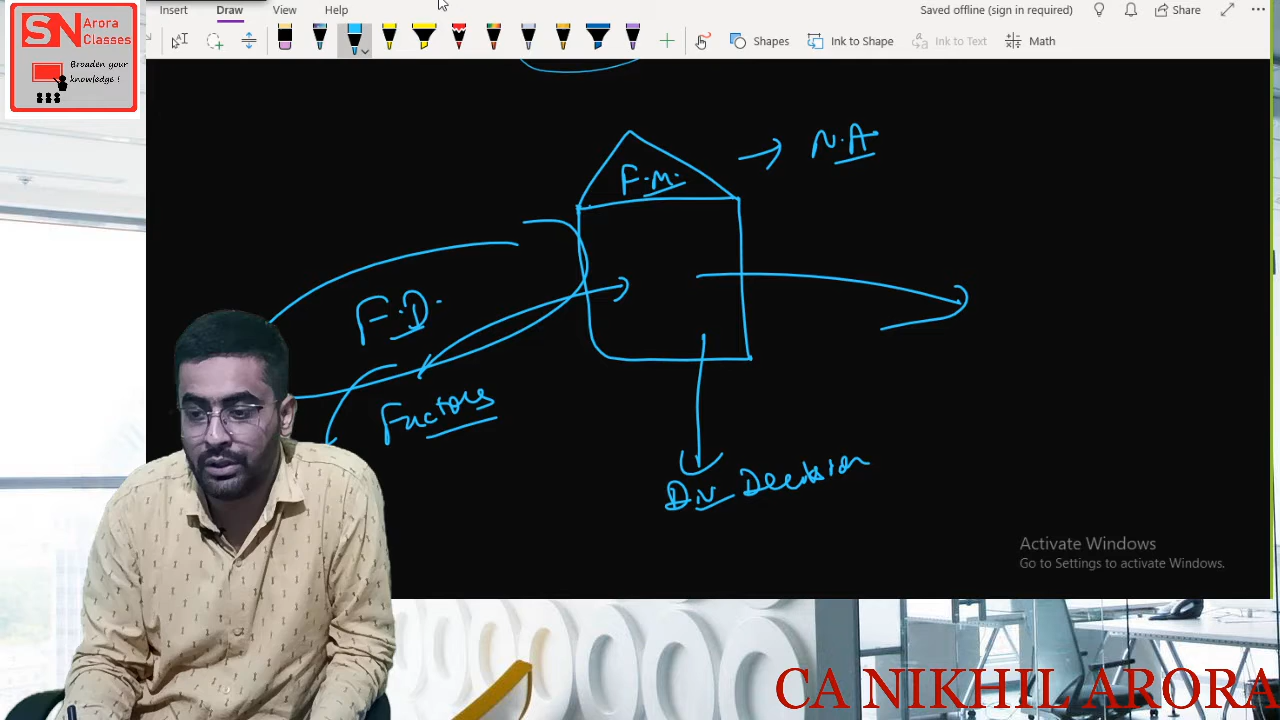 SN Arora Classes
Broaden your knowledge !
Insert Draw View Help
Saved offline (sign in required)
Share
Shapes
Ink to Shape
Ink to Text
Math
N.A
F.M.
F.D.
Factors
Div Decision
Activate Windows
Go to Settings to activate Windows.
CA NIKHIL ARORA